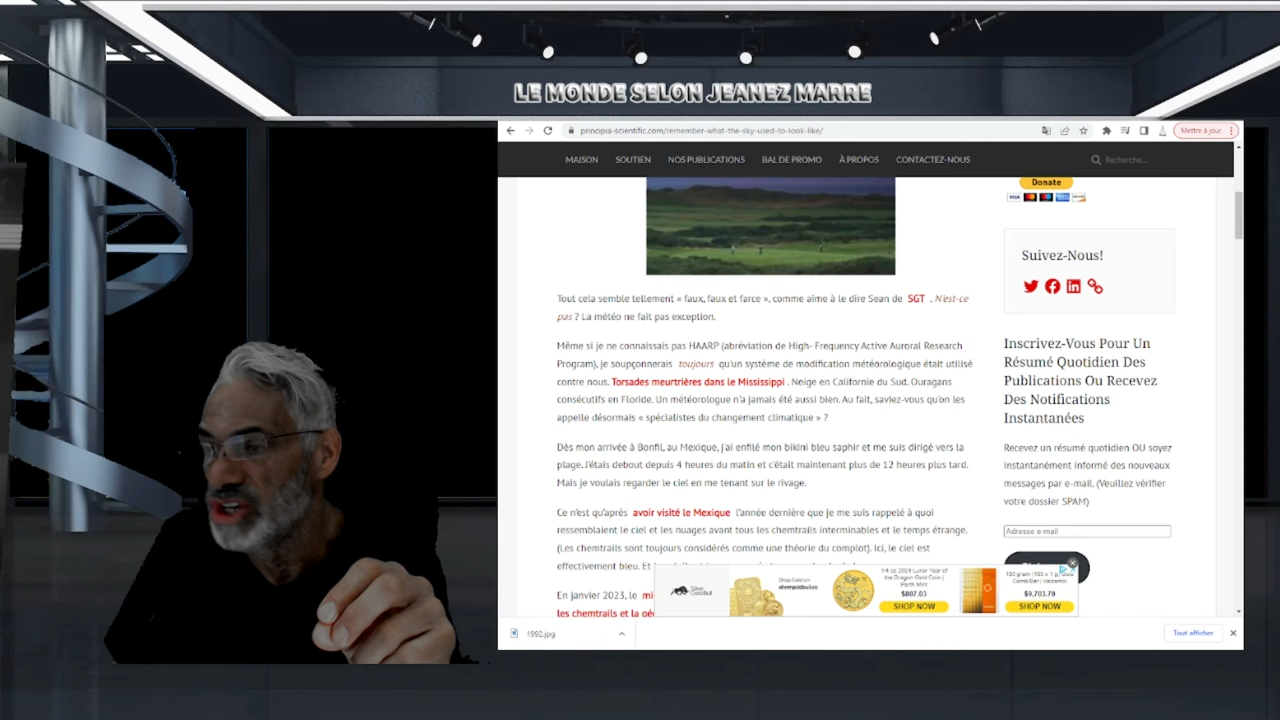 LE MONDE SELON JEANEZ MARRE
principia-scientific.com/remember-what-the-sky-used-to-look-like/
Mettre à jour
MAISON SOUTIEN NOS PUBLICATIONS BAL DE PROMO À PROPOS CONTACTEZ-NOUS Recherche...
Tout cela semble tellement « faux, faux et farce », comme aime à le dire Sean de SGT . N'est-ce
pas ? La météo ne fait pas exception.
Même si je ne connaissais pas HAARP (abréviation de High- Frequency Active Auroral Research
Program), je soupçonnerais toujours qu'un système de modification météorologique était utilisé
contre nous. Torsades meurtrières dans le Mississippi . Neige en Californie du Sud. Ouragans
consécutifs en Floride. Un météorologue n'a jamais été aussi bien. Au fait, saviez-vous qu'on les
appelle désormais « spécialistes du changement climatique » ?
Dès mon arrivée à Bonfil, au Mexique, j'ai enfilé mon bikini bleu saphir et me suis dirigé vers la
plage. J'étais debout depuis 4 heures du matin et c'était maintenant plus de 12 heures plus tard.
Mais je voulais regarder le ciel en me tenant sur le rivage.
Ce n'est qu'après avoir visité le Mexique l'année dernière que je me suis rappelé à quoi
ressemblaient le ciel et les nuages avant tous les chemtrails interminables et le temps étrange.
(Les chemtrails sont toujours considérés comme une théorie du complot). Ici, le ciel est
effectivement bleu. Et
En janvier 2023, le
les chemtrails et la
Donate
VISA
Suivez-Nous!
Inscrivez-Vous Pour Un
Résumé Quotidien Des
Publications Ou Recevez
Des Notifications
Instantanées
Recevez un résumé quotidien OU soyez
instantanément informé des nouveaux
messages par e-mail. (Veuillez vérifier
votre dossier SPAM)
Adresse e-mail
Silver
GoldBull
Shop Gold on
silvergoldbull.ca
1/4 oz 2024 Lunar Year of
the Dragon Gold Coin |
Perth Mint
$807.03
SHOP NOW
100 gram (100 x 1 g) Gold
CombiBar | Valcambi
$9,703.70
SHOP NOW
1992.jpg
Tout afficher